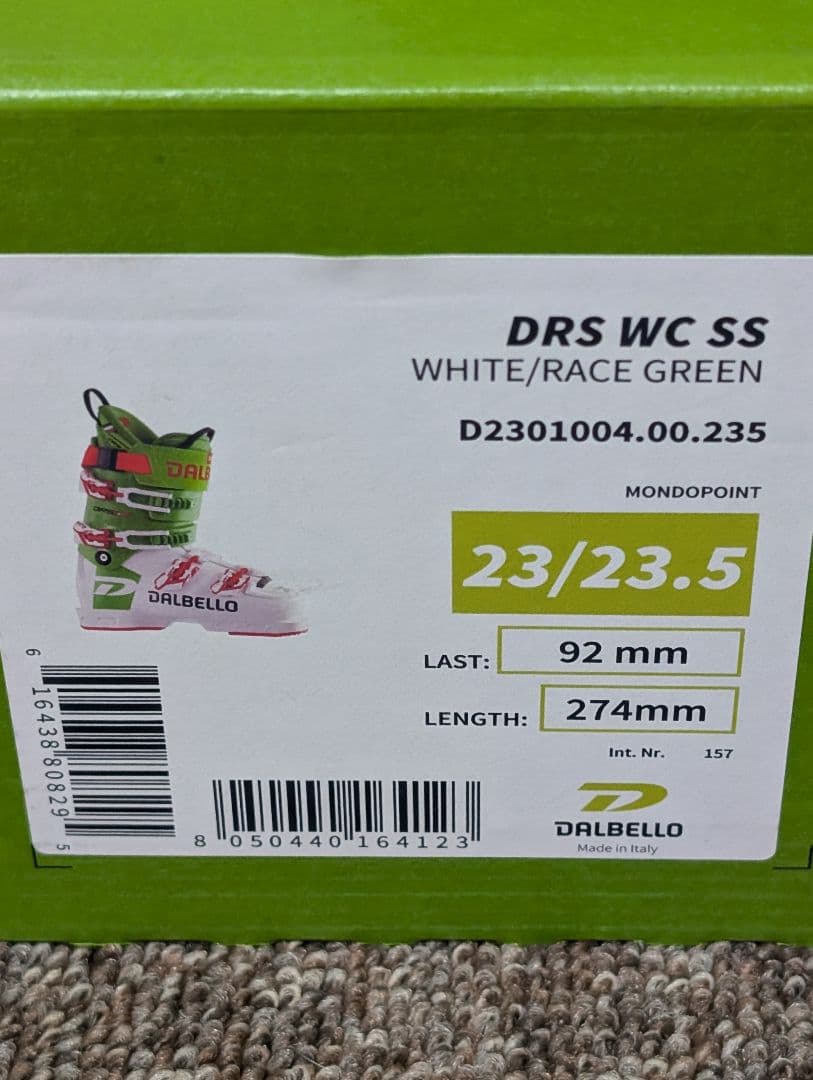 DRS WC SS
WHITE/RACE GREEN
D2301004.00.235
MONDOPOINT
23/23.5
LAST: 92 mm
LENGTH: 274mm
Int. Nr. 157
DALBELLO
Made in Italy
DALB
DALBELLO
6 16438 80829 5
8 050440 164123